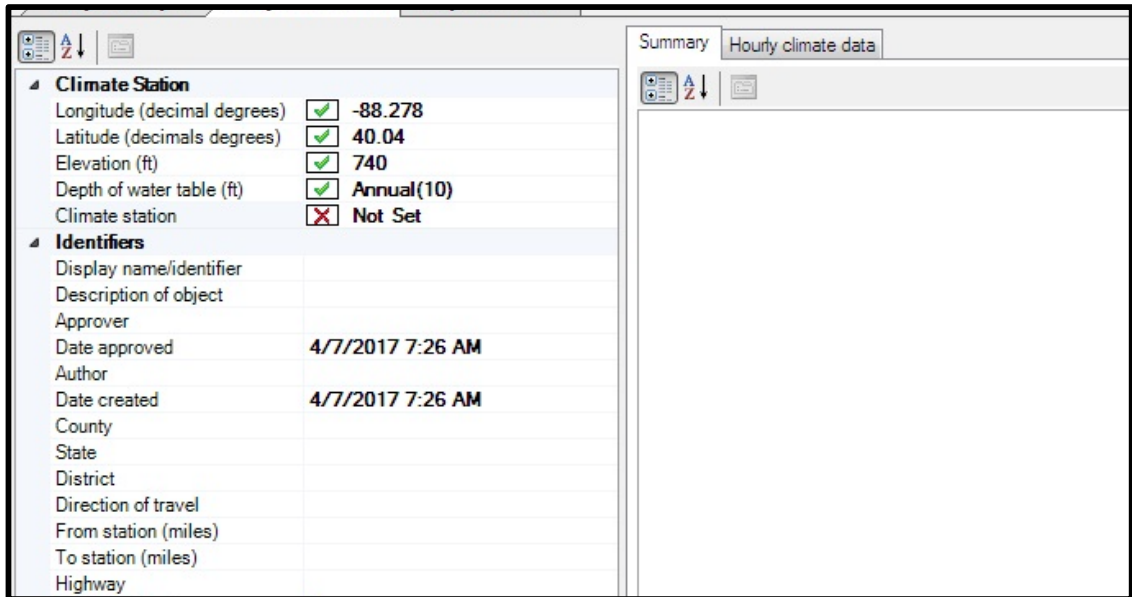 Climate Station
Longitude (decimal degrees) -88.278
Latitude (decimals degrees) 40.04
Elevation (ft) 740
Depth of water table (ft) Annual(10)
Climate station Not Set
Identifiers
Display name/identifier
Description of object
Approver
Date approved 4/7/2017 7:26 AM
Author
Date created 4/7/2017 7:26 AM
County
State
District
Direction of travel
From station (miles)
To station (miles)
Highway
Summary Hourly climate data